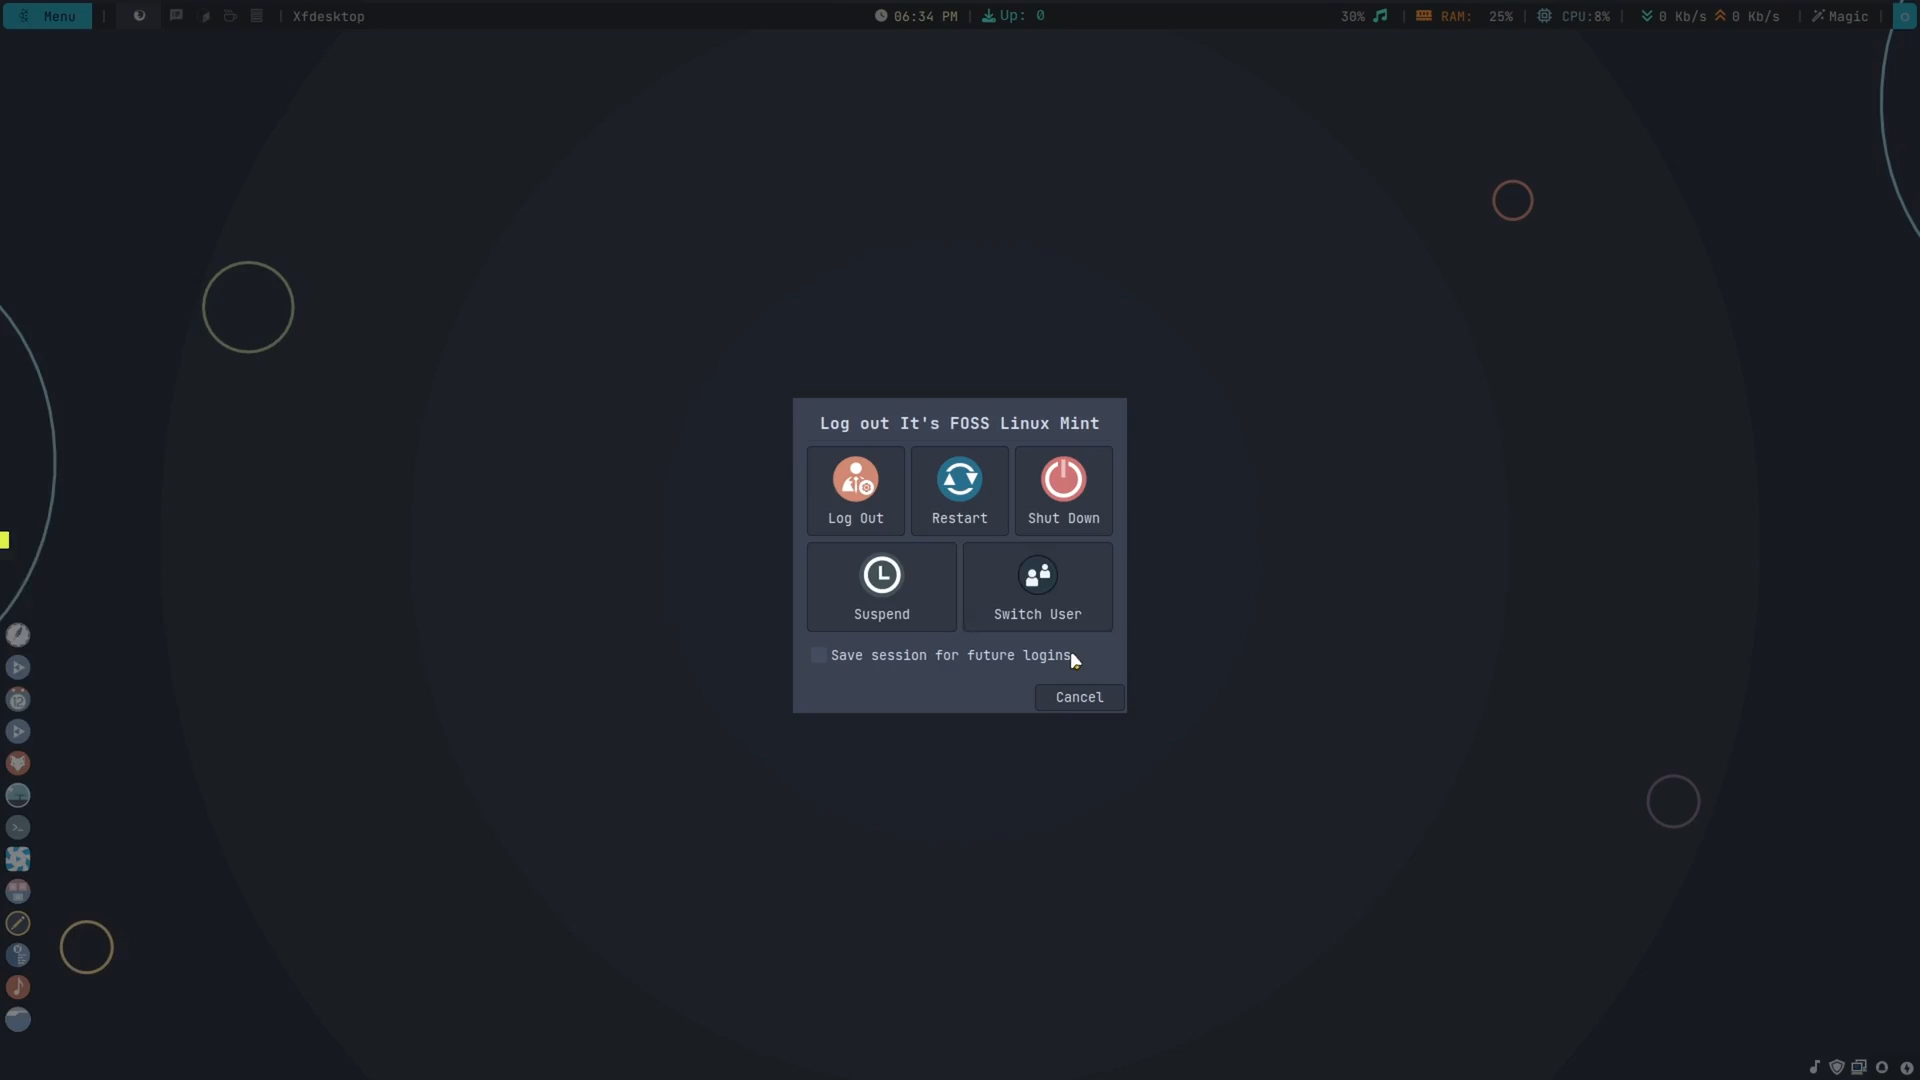 Menu | | Xfdesktop 06:34 PM | Up: 0 30% | RAM: 25% | CPU:8% | 0 Kb/s 0 Kb/s | Magic |
Log out It's FOSS Linux Mint
Log Out Restart Shut Down
Suspend Switch User
Save session for future logins
Cancel